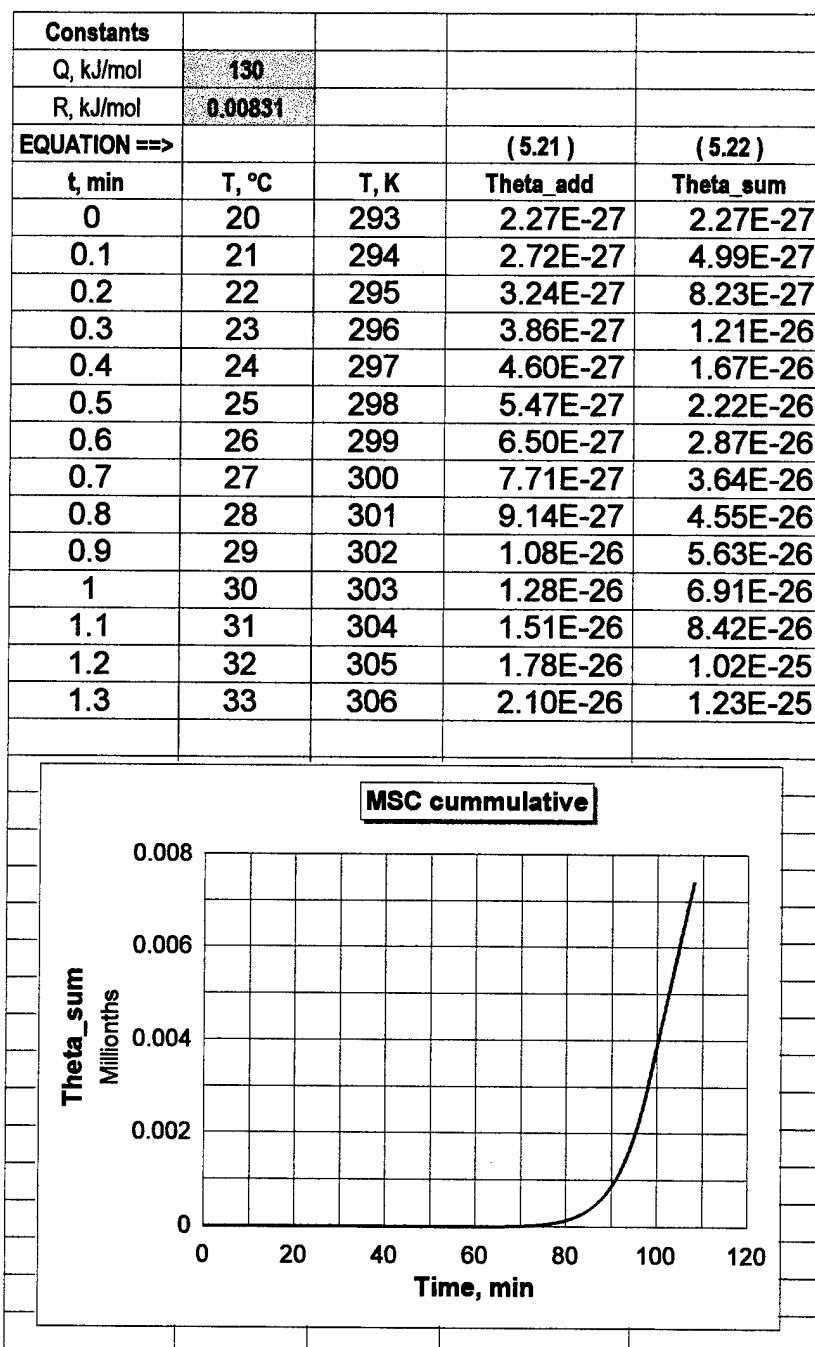 Constants
Q, kJ/mol 130
R, kJ/mol 0.00831
EQUATION ==> ( 5.21 ) ( 5.22 )
t, min T, ºC T, K Theta_add Theta_sum
0 20 293 2.27E-27 2.27E-27
0.1 21 294 2.72E-27 4.99E-27
0.2 22 295 3.24E-27 8.23E-27
0.3 23 296 3.86E-27 1.21E-26
0.4 24 297 4.60E-27 1.67E-26
0.5 25 298 5.47E-27 2.22E-26
0.6 26 299 6.50E-27 2.87E-26
0.7 27 300 7.71E-27 3.64E-26
0.8 28 301 9.14E-27 4.55E-26
0.9 29 302 1.08E-26 5.63E-26
1 30 303 1.28E-26 6.91E-26
1.1 31 304 1.51E-26 8.42E-26
1.2 32 305 1.78E-26 1.02E-25
1.3 33 306 2.10E-26 1.23E-25
MSC cummulative
0.008
0.006
0.004
0.002
0
Theta_sum
Millionths
0 20 40 60 80 100 120
Time, min